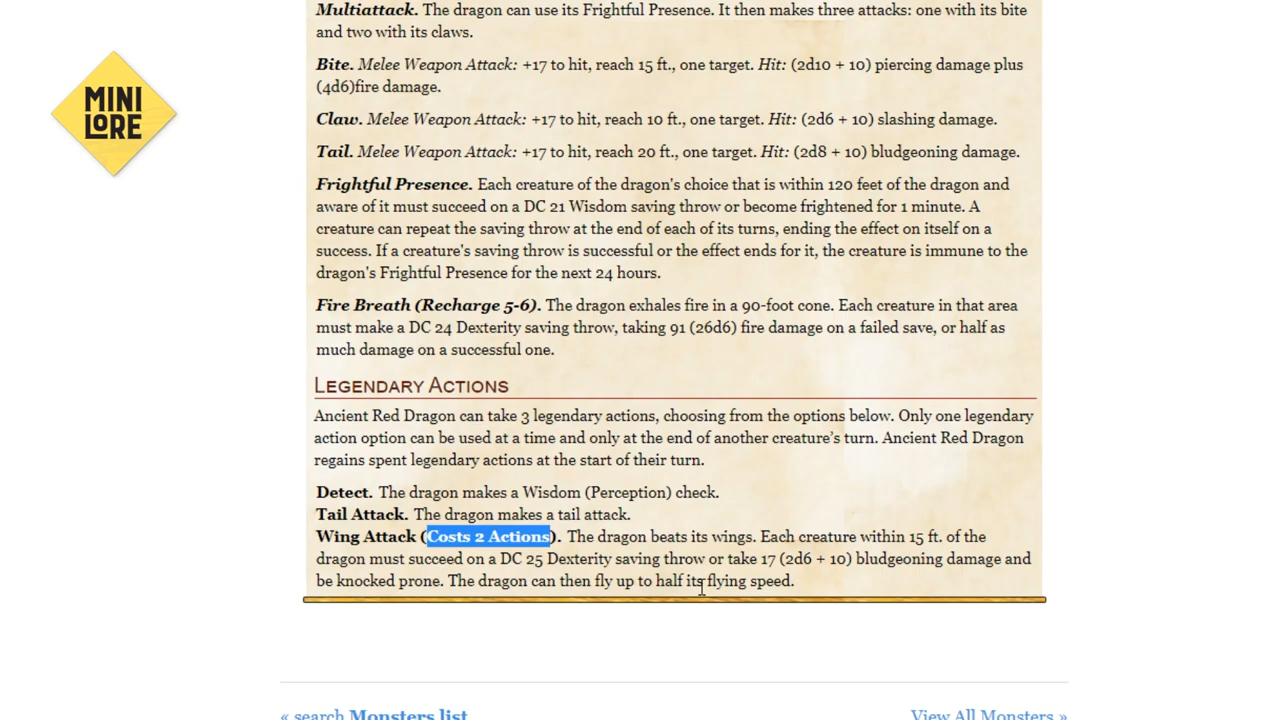 Multiattack. The dragon can use its Frightful Presence. It then makes three attacks: one with its bite
and two with its claws.
MINI
LORE
Bite. Melee Weapon Attack: +17 to hit, reach 15 ft., one target. Hit: (2d10 + 10) piercing damage plus
(4d6)fire damage.
Claw. Melee Weapon Attack: +17 to hit, reach 10 ft., one target. Hit: (2d6 + 10) slashing damage.
Tail. Melee Weapon Attack: +17 to hit, reach 20 ft., one target. Hit: (2d8 + 10) bludgeoning damage.
Frightful Presence. Each creature of the dragon's choice that is within 120 feet of the dragon and
aware of it must succeed on a DC 21 Wisdom saving throw or become frightened for 1 minute. A
creature can repeat the saving throw at the end of each of its turns, ending the effect on itself on a
success. If a creature's saving throw is successful or the effect ends for it, the creature is immune to the
dragon's Frightful Presence for the next 24 hours.
Fire Breath (Recharge 5-6). The dragon exhales fire in a 90-foot cone. Each creature in that area
must make a DC 24 Dexterity saving throw, taking 91 (26d6) fire damage on a failed save, or half as
much damage on a successful one.
Legendary Actions
Ancient Red Dragon can take 3 legendary actions, choosing from the options below. Only one legendary
action option can be used at a time and only at the end of another creature’s turn. Ancient Red Dragon
regains spent legendary actions at the start of their turn.
Detect. The dragon makes a Wisdom (Perception) check.
Tail Attack. The dragon makes a tail attack.
Wing Attack (Costs 2 Actions). The dragon beats its wings. Each creature within 15 ft. of the
dragon must succeed on a DC 25 Dexterity saving throw or take 17 (2d6 + 10) bludgeoning damage and
be knocked prone. The dragon can then fly up to half its flying speed.
« search Monsters list
View All Monsters »